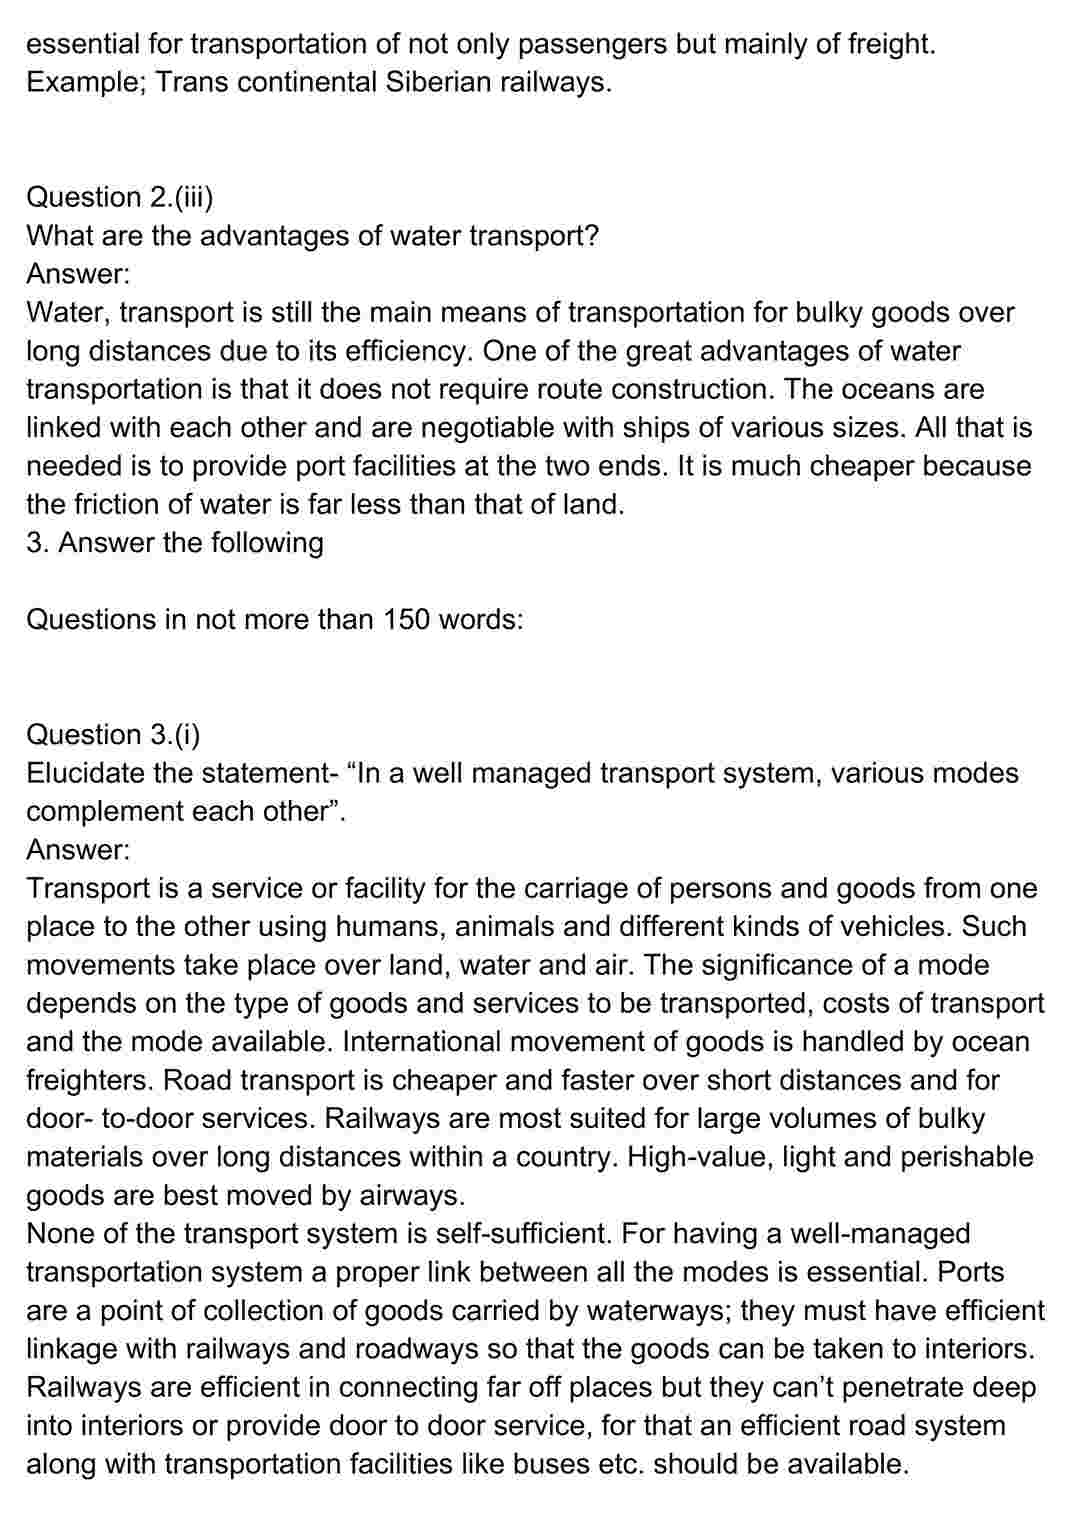 essential for transportation of not only passengers but mainly of freight.
Example; Trans continental Siberian railways.
Question 2.(iii)
What are the advantages of water transport?
Answer:
Water, transport is still the main means of transportation for bulky goods over
long distances due to its efficiency. One of the great advantages of water
transportation is that it does not require route construction. The oceans are
linked with each other and are negotiable with ships of various sizes. All that is
needed is to provide port facilities at the two ends. It is much cheaper because
the friction of water is far less than that of land.
3. Answer the following
Questions in not more than 150 words:
Question 3.(i)
Elucidate the statement- “In a well managed transport system, various modes
complement each other”.
Answer:
Transport is a service or facility for the carriage of persons and goods from one
place to the other using humans, animals and different kinds of vehicles. Such
movements take place over land, water and air. The significance of a mode
depends on the type of goods and services to be transported, costs of transport
and the mode available. International movement of goods is handled by ocean
freighters. Road transport is cheaper and faster over short distances and for
door- to-door services. Railways are most suited for large volumes of bulky
materials over long distances within a country. High-value, light and perishable
goods are best moved by airways.
None of the transport system is self-sufficient. For having a well-managed
transportation system a proper link between all the modes is essential. Ports
are a point of collection of goods carried by waterways; they must have efficient
linkage with railways and roadways so that the goods can be taken to interiors.
Railways are efficient in connecting far off places but they can’t penetrate deep
into interiors or provide door to door service, for that an efficient road system
along with transportation facilities like buses etc. should be available.